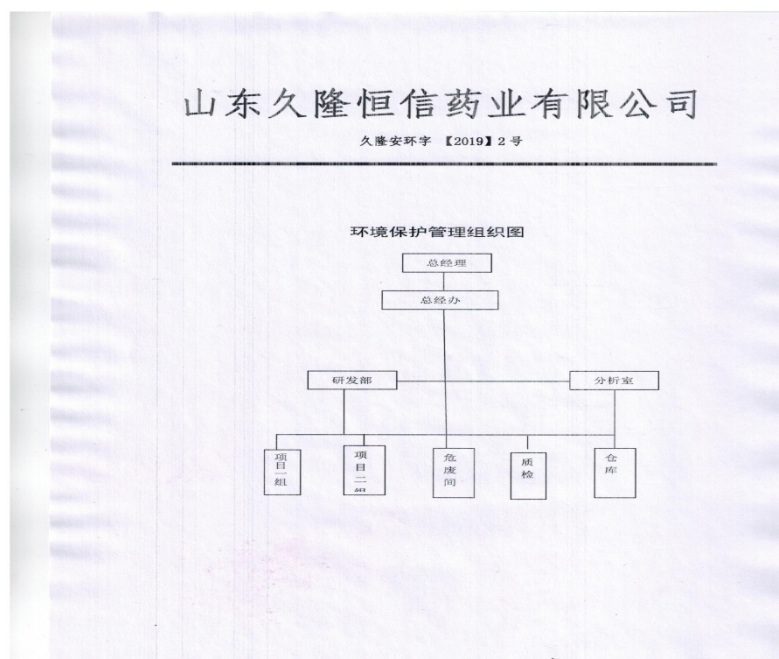 山东久隆恒信药业有限公司
久隆安环字 【2019】2号
环境保护管理组织图
总经理
总经办
研发部
分析室
项目一组
项目二组
危废间
质检
仓库